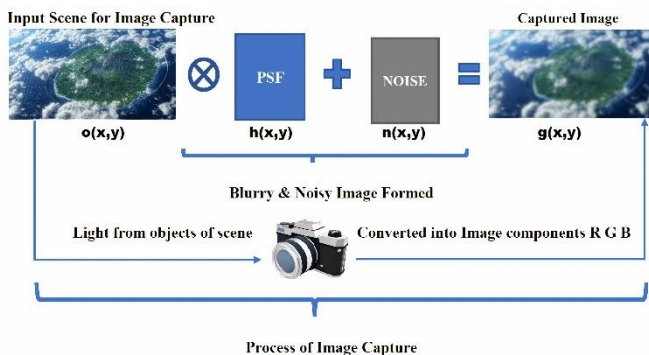 Input Scene for Image Capture
Captured Image
PSF
NOISE
o(x,y)
h(x,y)
n(x,y)
g(x,y)
Blurry & Noisy Image Formed
Light from objects of scene
Converted into Image components R G B
Process of Image Capture